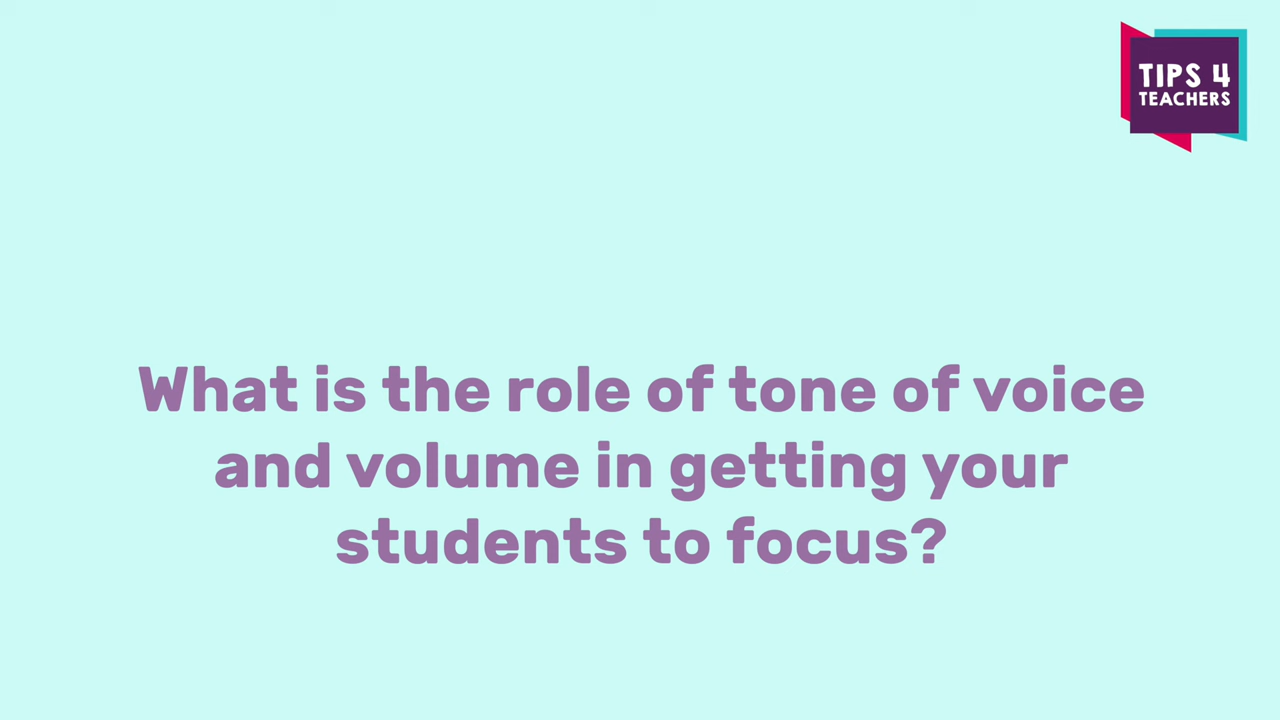 TIPS 4
TEACHERS
What is the role of tone of voice
and volume in getting your
students to focus?